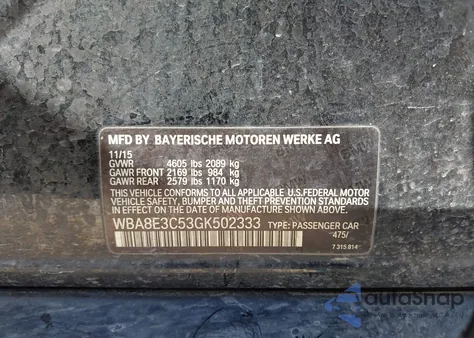 MFD BY BAYERISCHE MOTOREN WERKE AG
11/15
GVWR 4605 lbs 2089 kg
GAWR FRONT 2169 lbs 984 kg
GAWR REAR 2579 lbs 1170 kg
THIS VEHICLE CONFORMS TO ALL APPLICABLE U.S.FEDERAL MOTOR
VEHICLE SAFETY, BUMPER AND THEFT PREVENTION STANDARDS
IN EFFECT ON THE DATE OF MANUFACTURE SHOWN ABOVE.
WBA8E3C53GK502333 TYPE: PASSENGER CAR
~475/
7 315 814
autoSnap